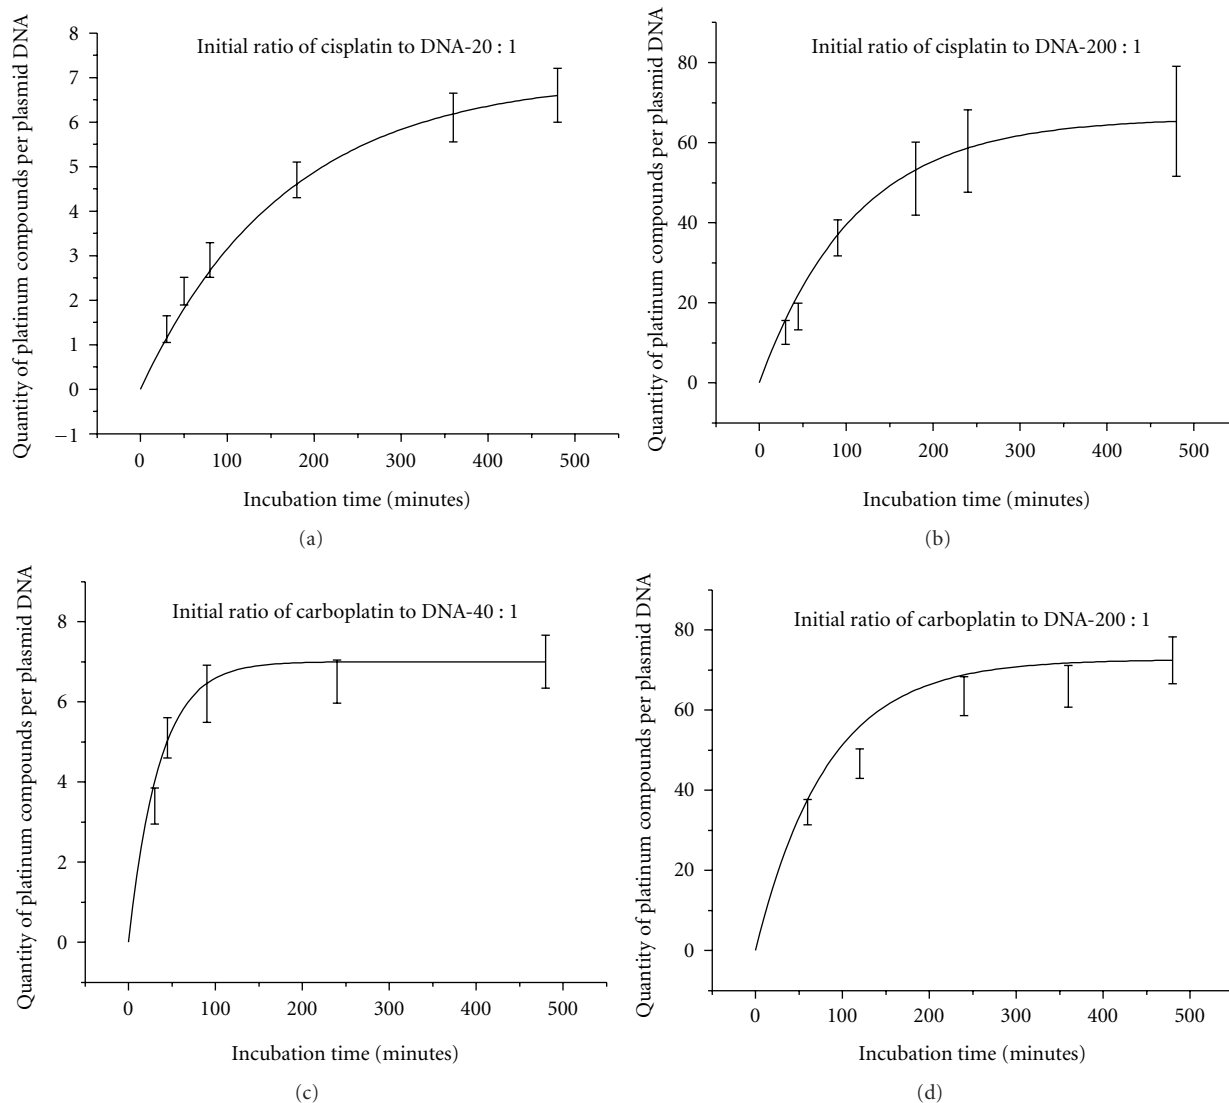 Initial ratio of cisplatin to DNA-20 : 1
Quantity of platinum compounds per plasmid DNA
8
7
6
5
4
3
2
1
0
−1
0 100 200 300 400 500
Incubation time (minutes)
(a)
Initial ratio of cisplatin to DNA-200 : 1
Quantity of platinum compounds per plasmid DNA
80
60
40
20
0
0 100 200 300 400 500
Incubation time (minutes)
(b)
Initial ratio of carboplatin to DNA-40 : 1
Quantity of platinum compounds per plasmid DNA
8
6
4
2
0
0 100 200 300 400 500
Incubation time (minutes)
(c)
Initial ratio of carboplatin to DNA-200 : 1
Quantity of platinum compounds per plasmid DNA
80
60
40
20
0
0 100 200 300 400 500
Incubation time (minutes)
(d)